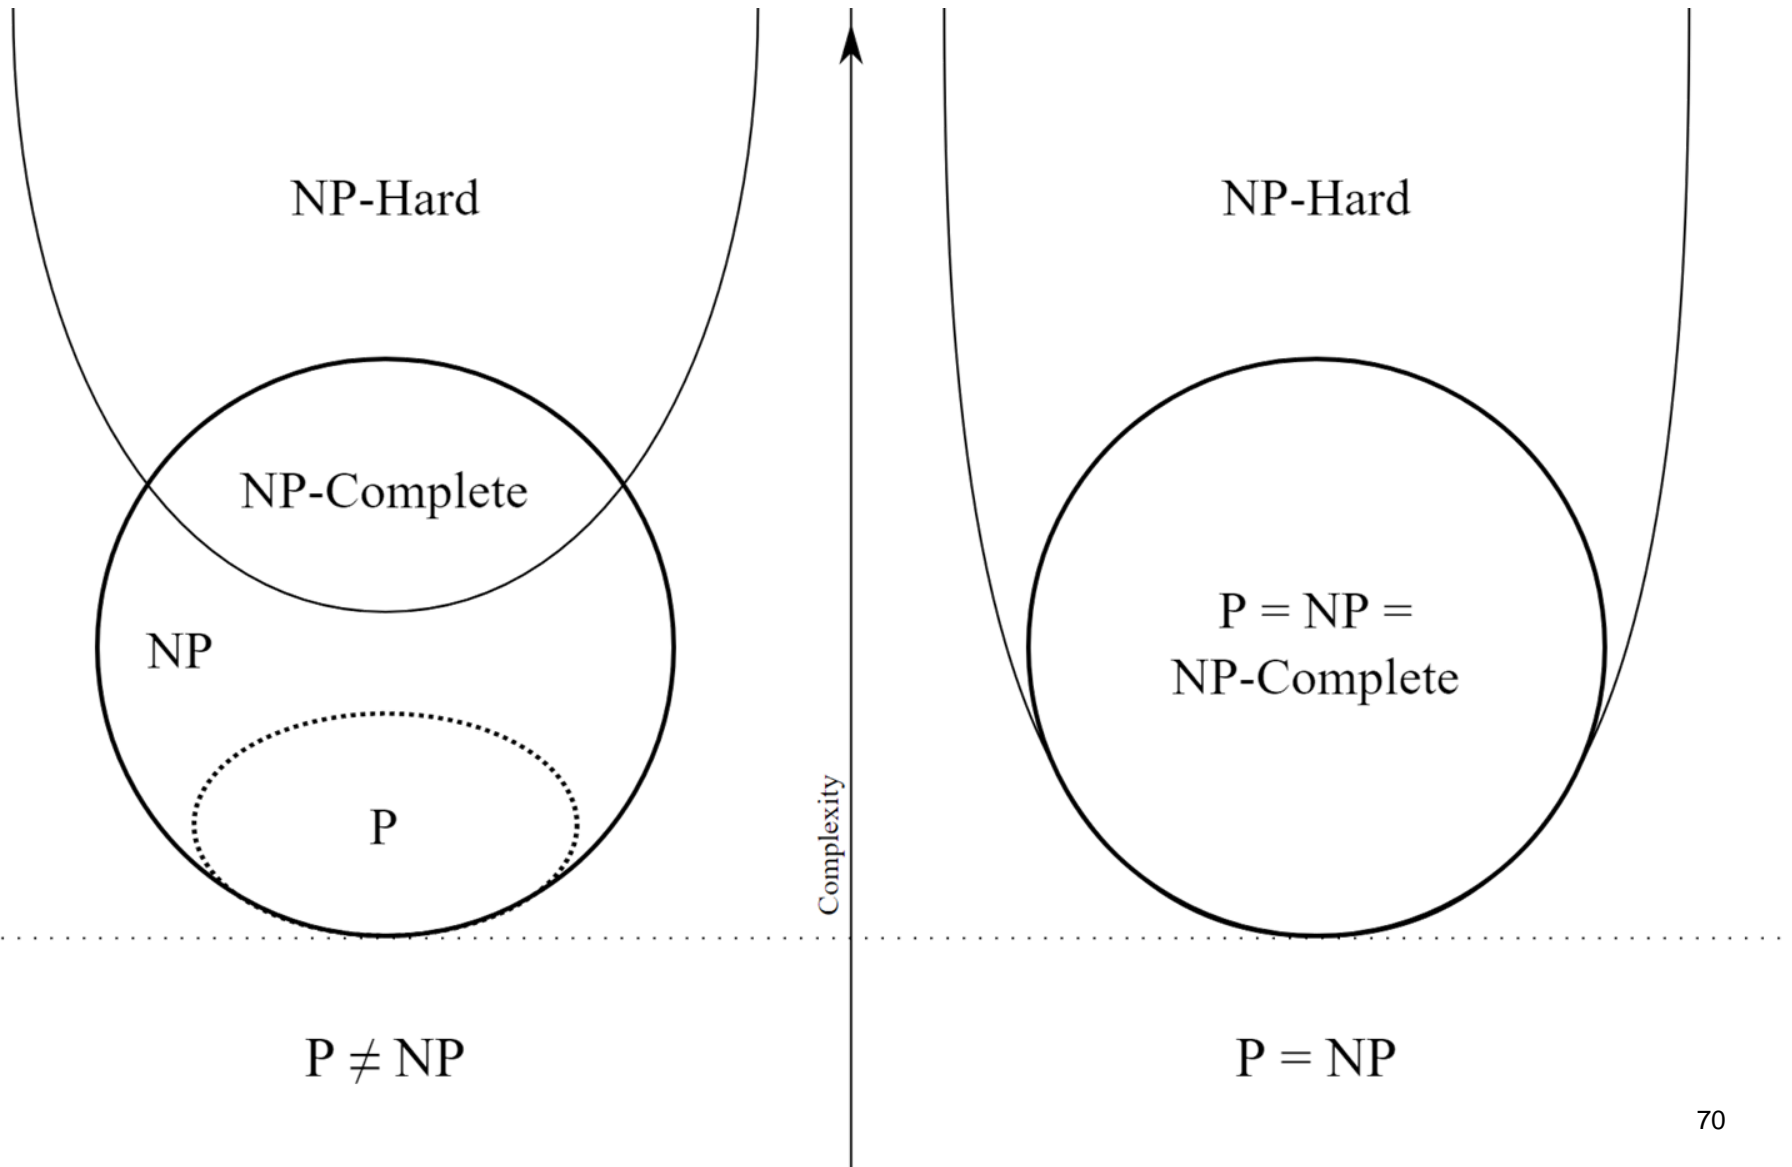 NP-Hard
NP-Complete
NP
P
P ≠ NP
Complexity
NP-Hard
P = NP =
NP-Complete
P = NP
70